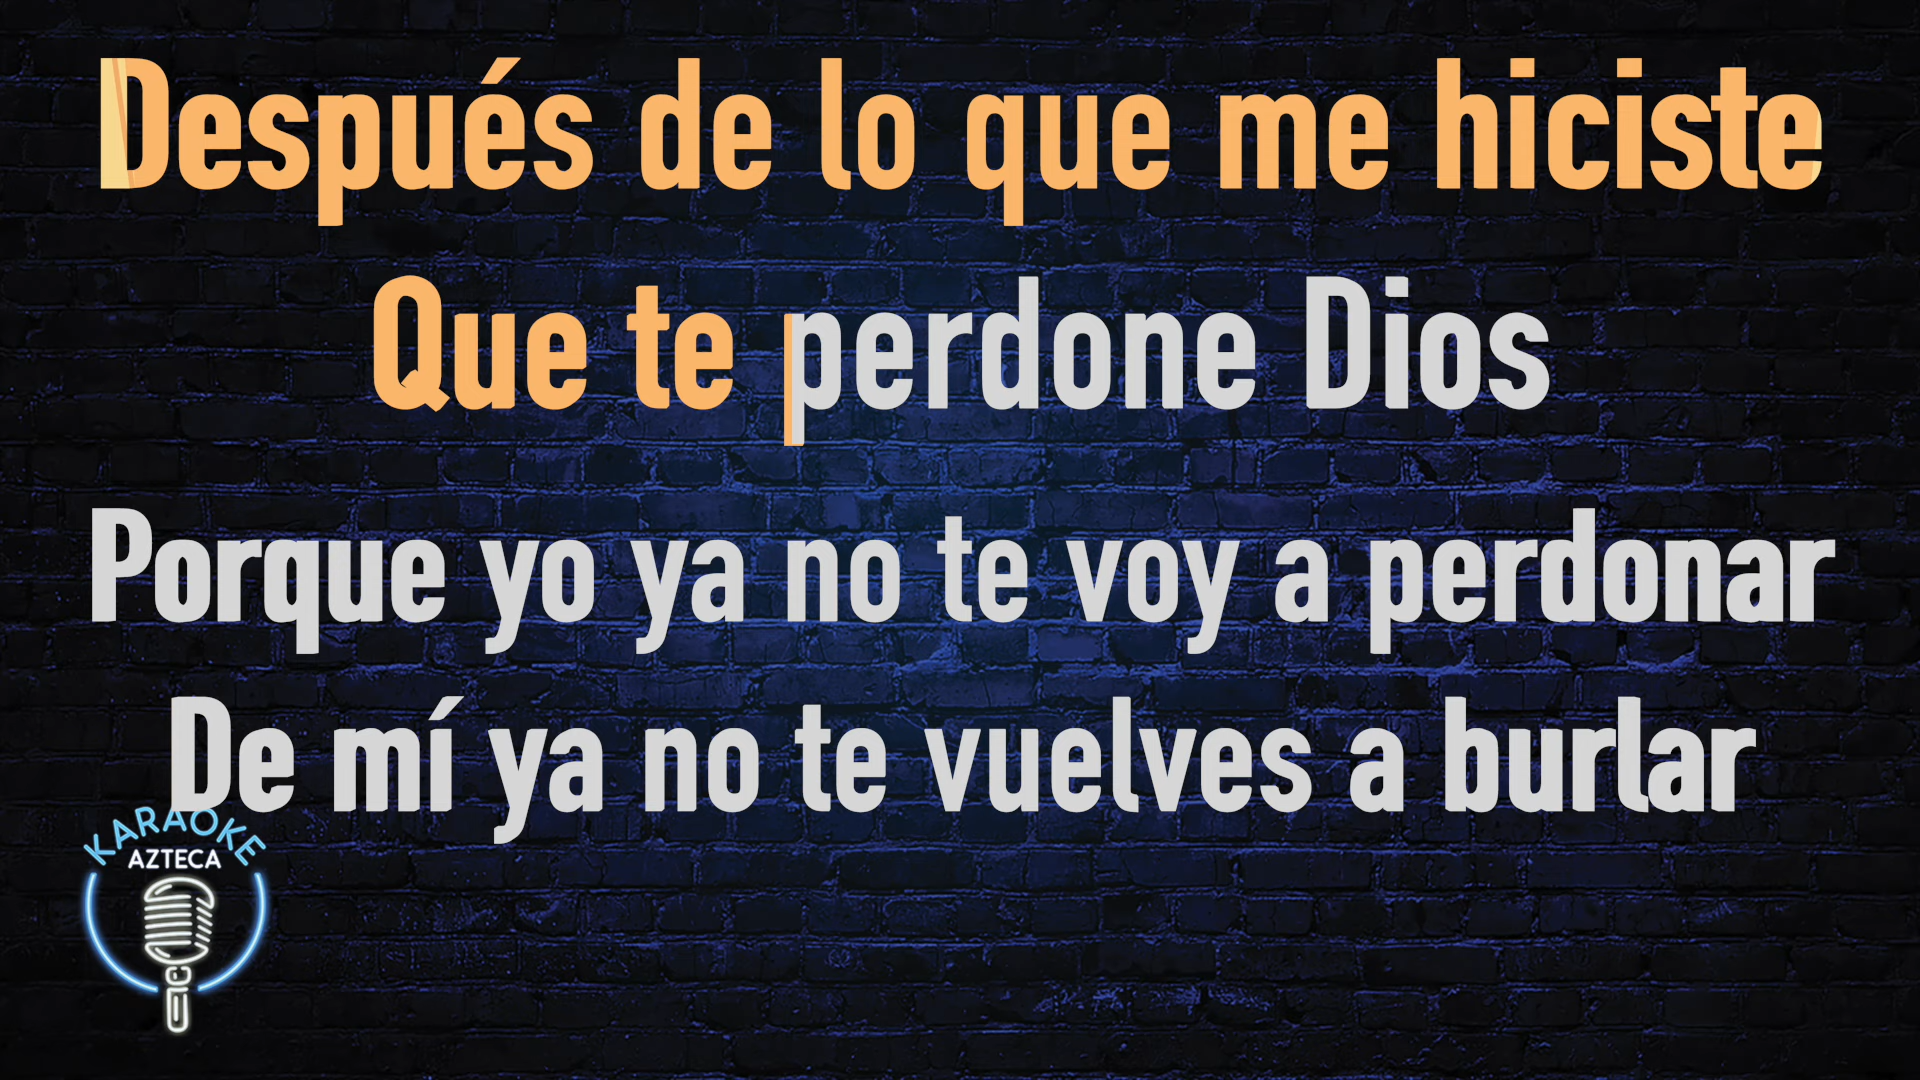 Después de lo que me hiciste
Que te perdone Dios
Porque yo ya no te voy a perdonar
De mí ya no te vuelves a burlar
KARAOKE
AZTECA